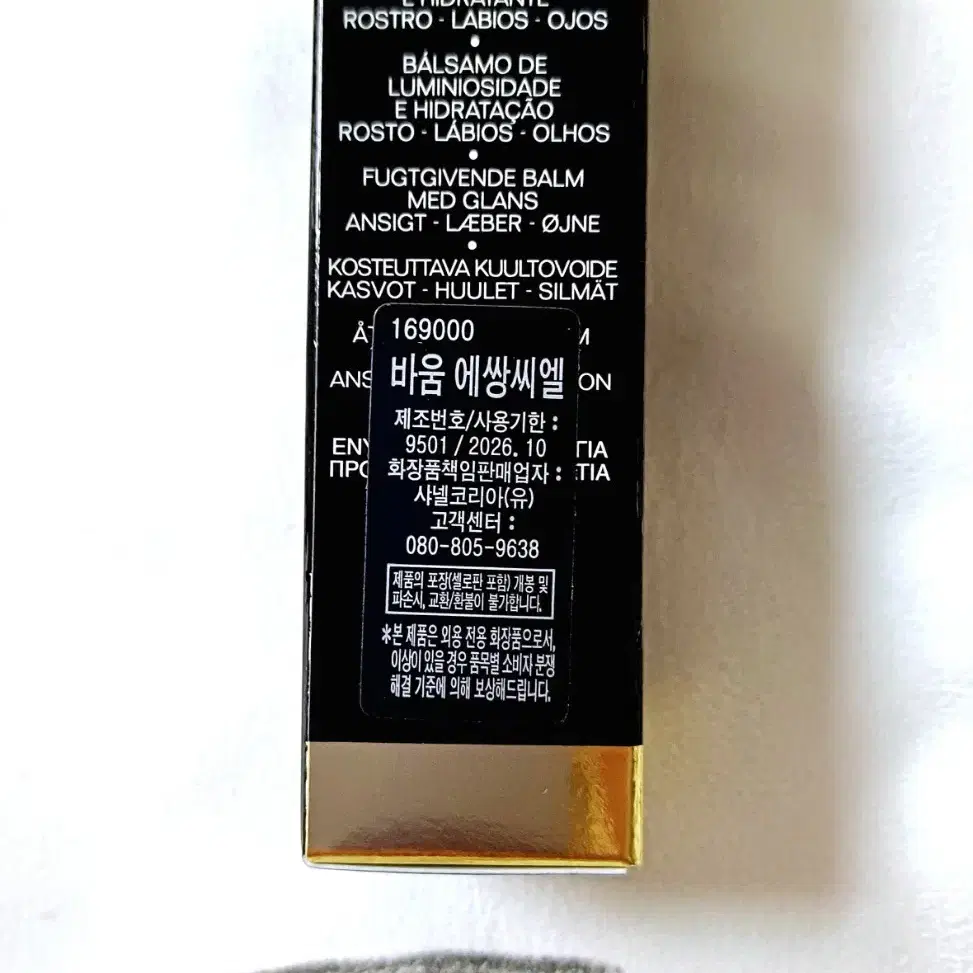 E HIDRATANTE
ROSTRO - LABIOS - OJOS
•
BÁLSAMO DE
LUMINIOSIDADE
E HIDRATAÇÃO
ROSTO - LÁBIOS - OLHOS
•
FUGTGIVENDE BALM
MED GLANS
ANSIGT - LÆBER - ØJNE
•
KOSTEUTTAVA KUULTOVOIDE
KASVOT - HUULET - SILMÄT
169000
바움 에쌍씨엘
제조번호/사용기한 :
9501 / 2026. 10
화장품책임판매업자 :
샤넬코리아(유)
고객센터 :
080-805-9638
제품의 포장(셀로판 포함) 개봉 및
파손시, 교환/환불이 불가합니다.
*본 제품은 외용 전용 화장품으로서,
이상이 있을 경우 품목별 소비자 분쟁
해결 기준에 의해 보상해드립니다.